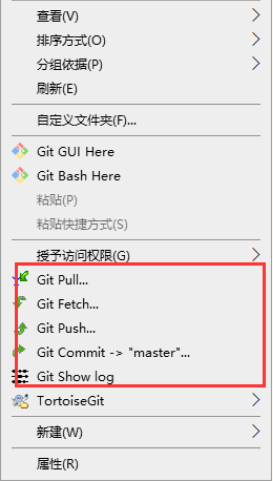 查看(V)
排序方式(O)
分组依据(P)
刷新(E)
自定义文件夹(F)...
Git GUI Here
Git Bash Here
粘贴(P)
粘贴快捷方式(S)
授予访问权限(G)
Git Pull...
Git Fetch...
Git Push...
Git Commit -> "master"...
Git Show log
TortoiseGit
新建(W)
属性(R)